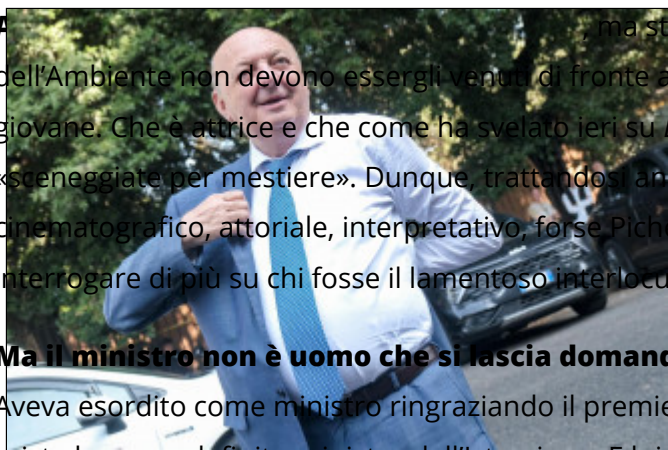 , ma st
dell'Ambiente non devono essergli venuti di fronte a
giovane. Che è attrice e che come ha svelato ieri su
«sceneggiate per mestiere». Dunque, trattandosi an
cinematografico, attoriale, interpretativo, forse Piche
interrogare di più su chi fosse il lamentoso interlocu
Ma il ministro non è uomo che si lascia domand
Aveva esordito come ministro ringraziando il premie